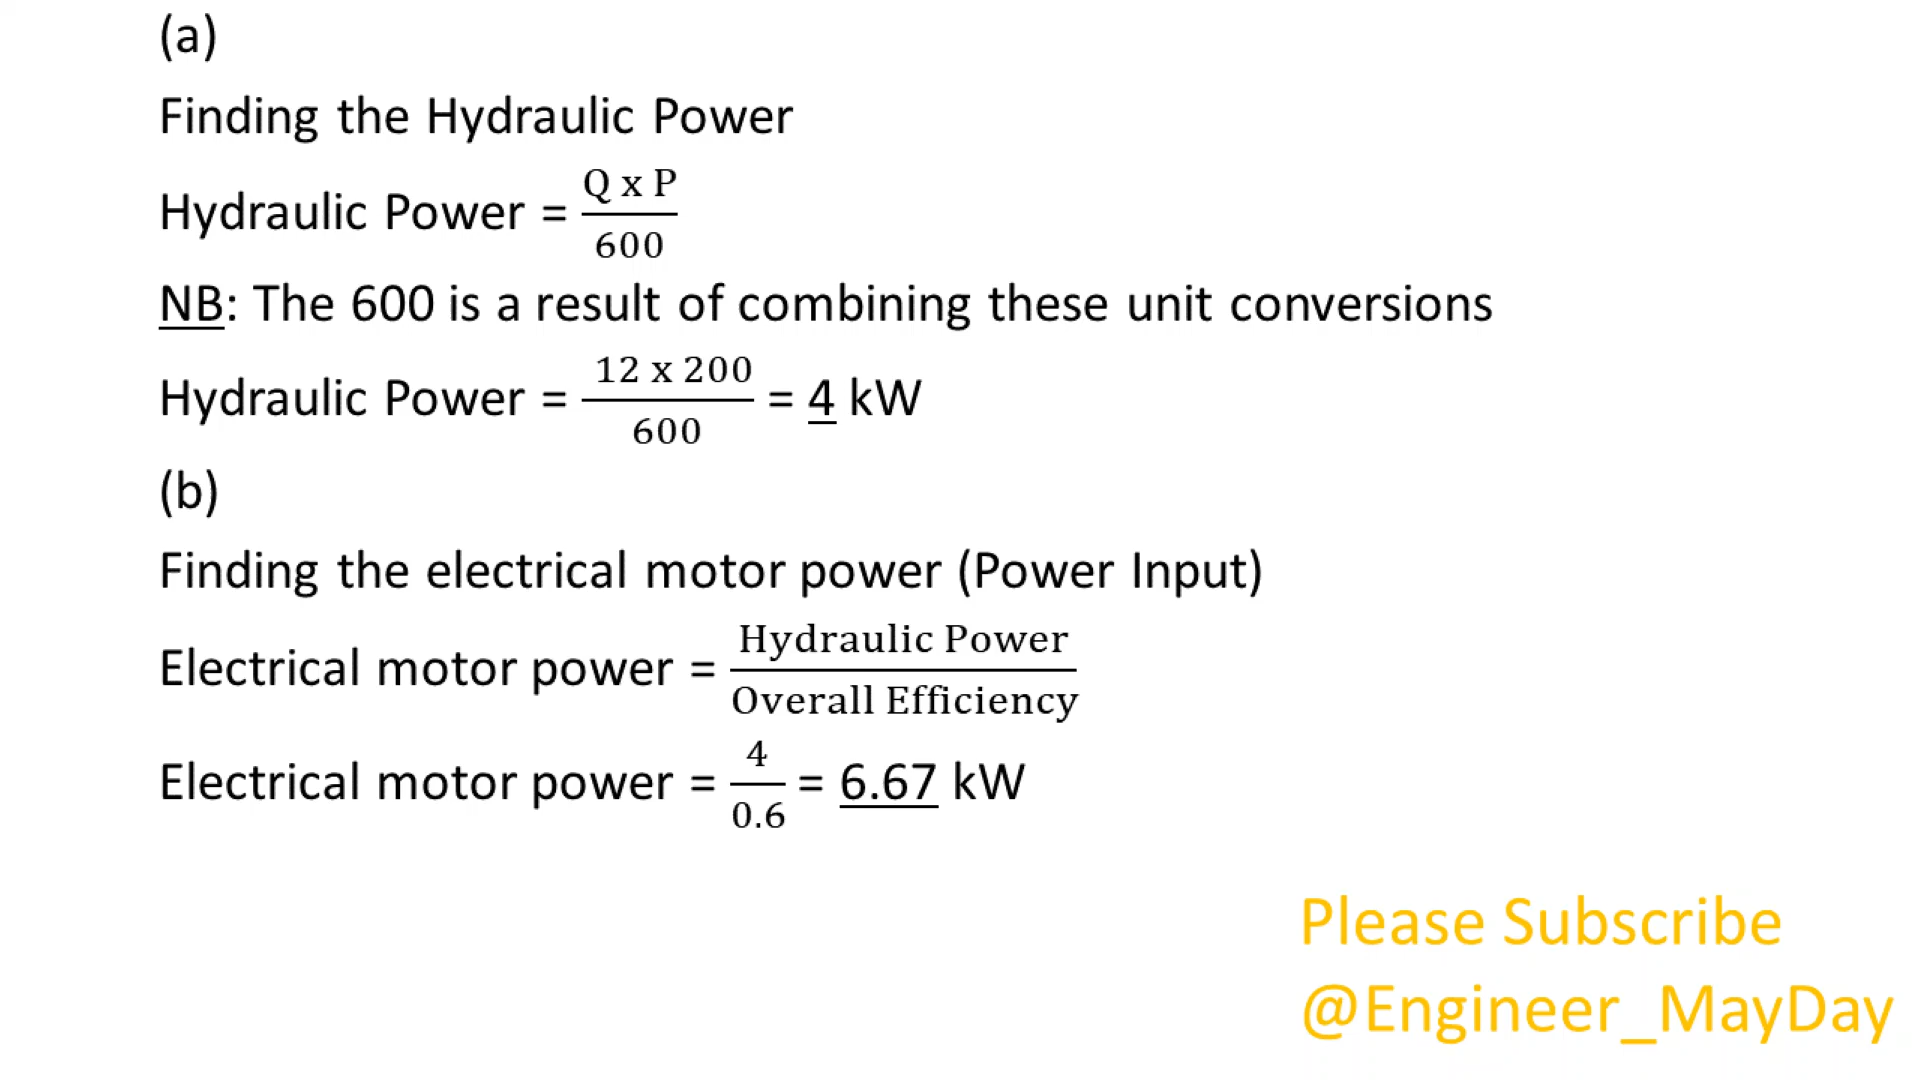 (a)
Finding the Hydraulic Power
Hydraulic Power = Q x P / 600
NB: The 600 is a result of combining these unit conversions
Hydraulic Power = 12 x 200 / 600 = 4 kW
(b)
Finding the electrical motor power (Power Input)
Electrical motor power = Hydraulic Power / Overall Efficiency
Electrical motor power = 4 / 0.6 = 6.67 kW
Please Subscribe
@Engineer_MayDay